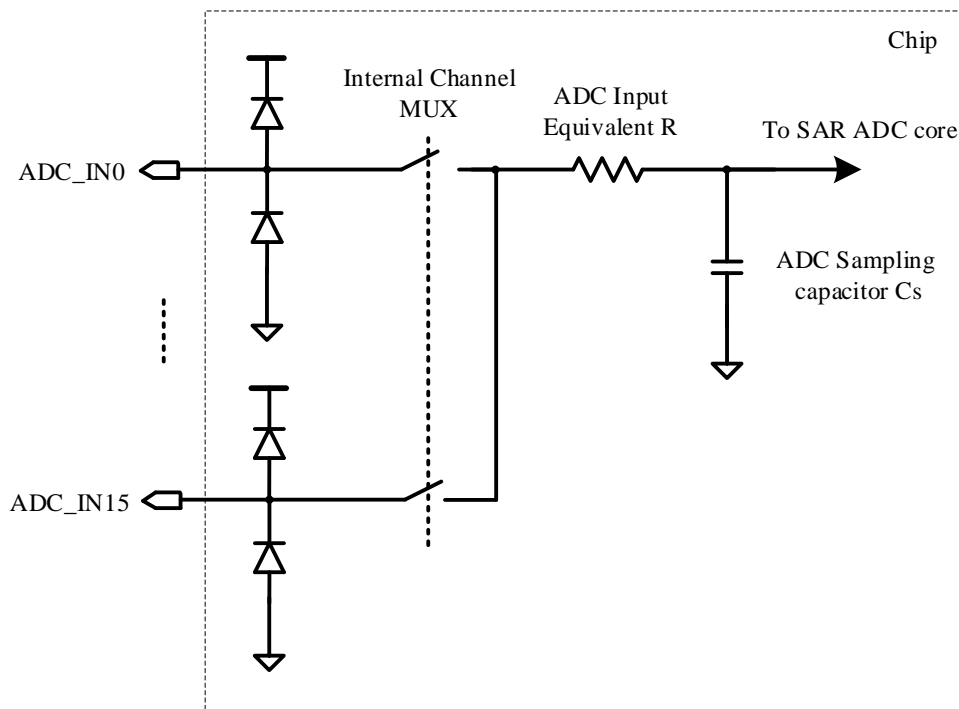 Chip
Internal Channel
MUX
ADC Input
Equivalent R
To SAR ADC core
ADC_IN0
ADC Sampling
capacitor Cs
ADC_IN15